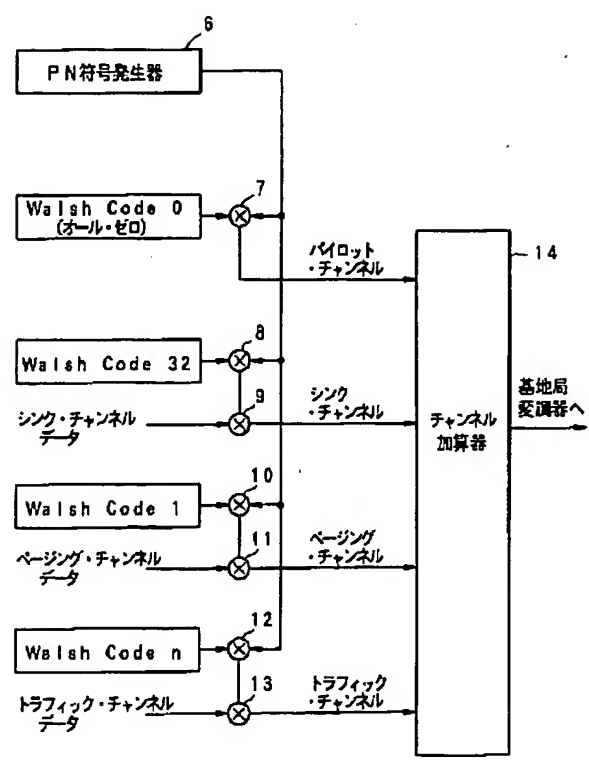 6
PN符号発生器
7
Walsh Code 0
(オール・ゼロ)
パイロット
・チャンネル
14
8
Walsh Code 32
9
シンク・チャンネル
データ
シンク
・チャンネル
チャンネル
加算器
基地局
変調器へ
10
Walsh Code 1
11
ページング・チャンネル
データ
ページング
・チャンネル
12
Walsh Code n
13
トラフィック・チャンネル
データ
トラフィック
・チャンネル